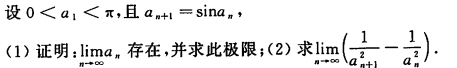 设 0 < a₁ < π,且 aₙ₊₁ = sinaₙ ,
(1) 证明: lim_{n→∞} aₙ 存在,并求此极限;(2) 求 lim_{n→∞} (1/a²ₙ₊₁ − 1/a²ₙ).